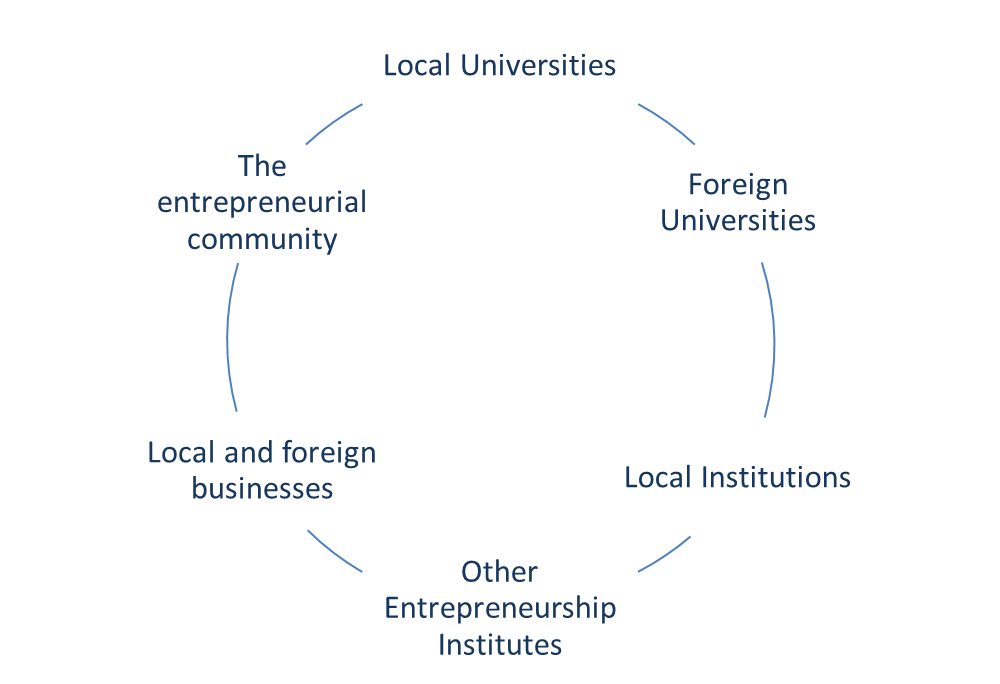 Local Universities
Foreign
Universities
Local Institutions
Other
Entrepreneurship
Institutes
Local and foreign
businesses
The
entrepreneurial
community